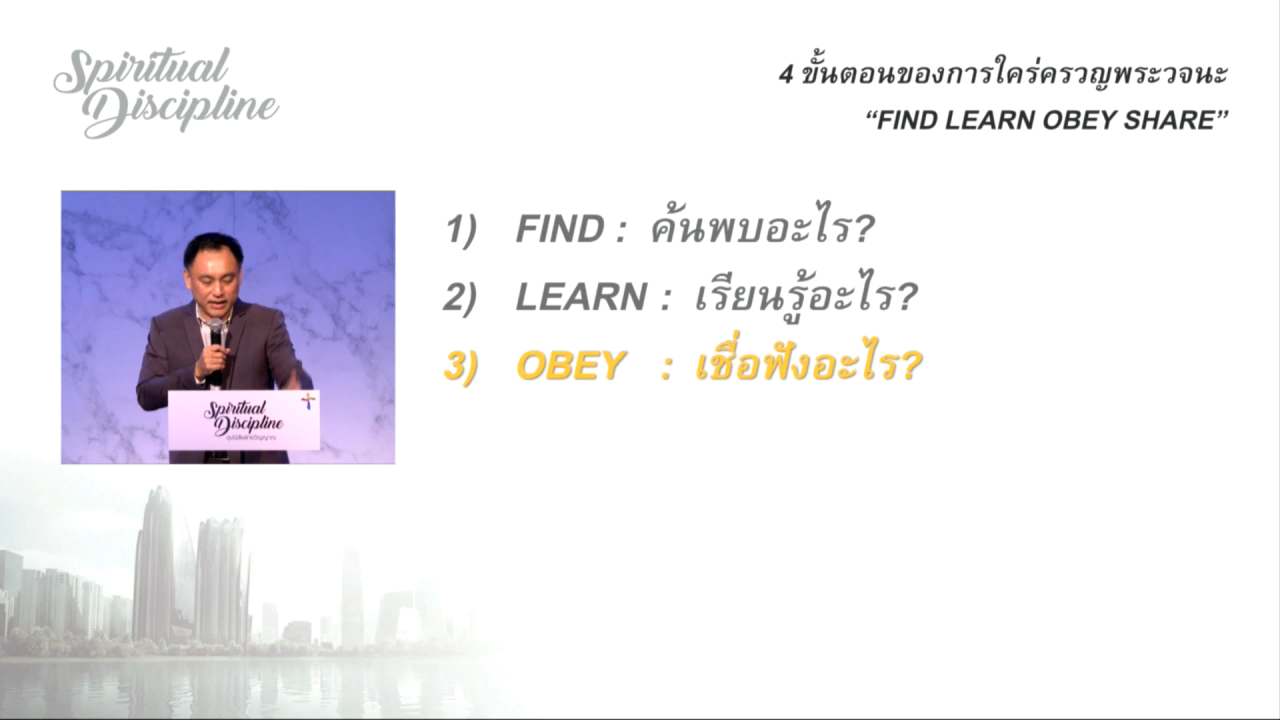 Spiritual
Discipline
4 ขั้นตอนของการใคร่ครวญพระวจนะ
“FIND LEARN OBEY SHARE”
1) FIND : ค้นพบอะไร?
2) LEARN : เรียนรู้อะไร?
3) OBEY : เชื่อฟังอะไร?
Spiritual
Discipline